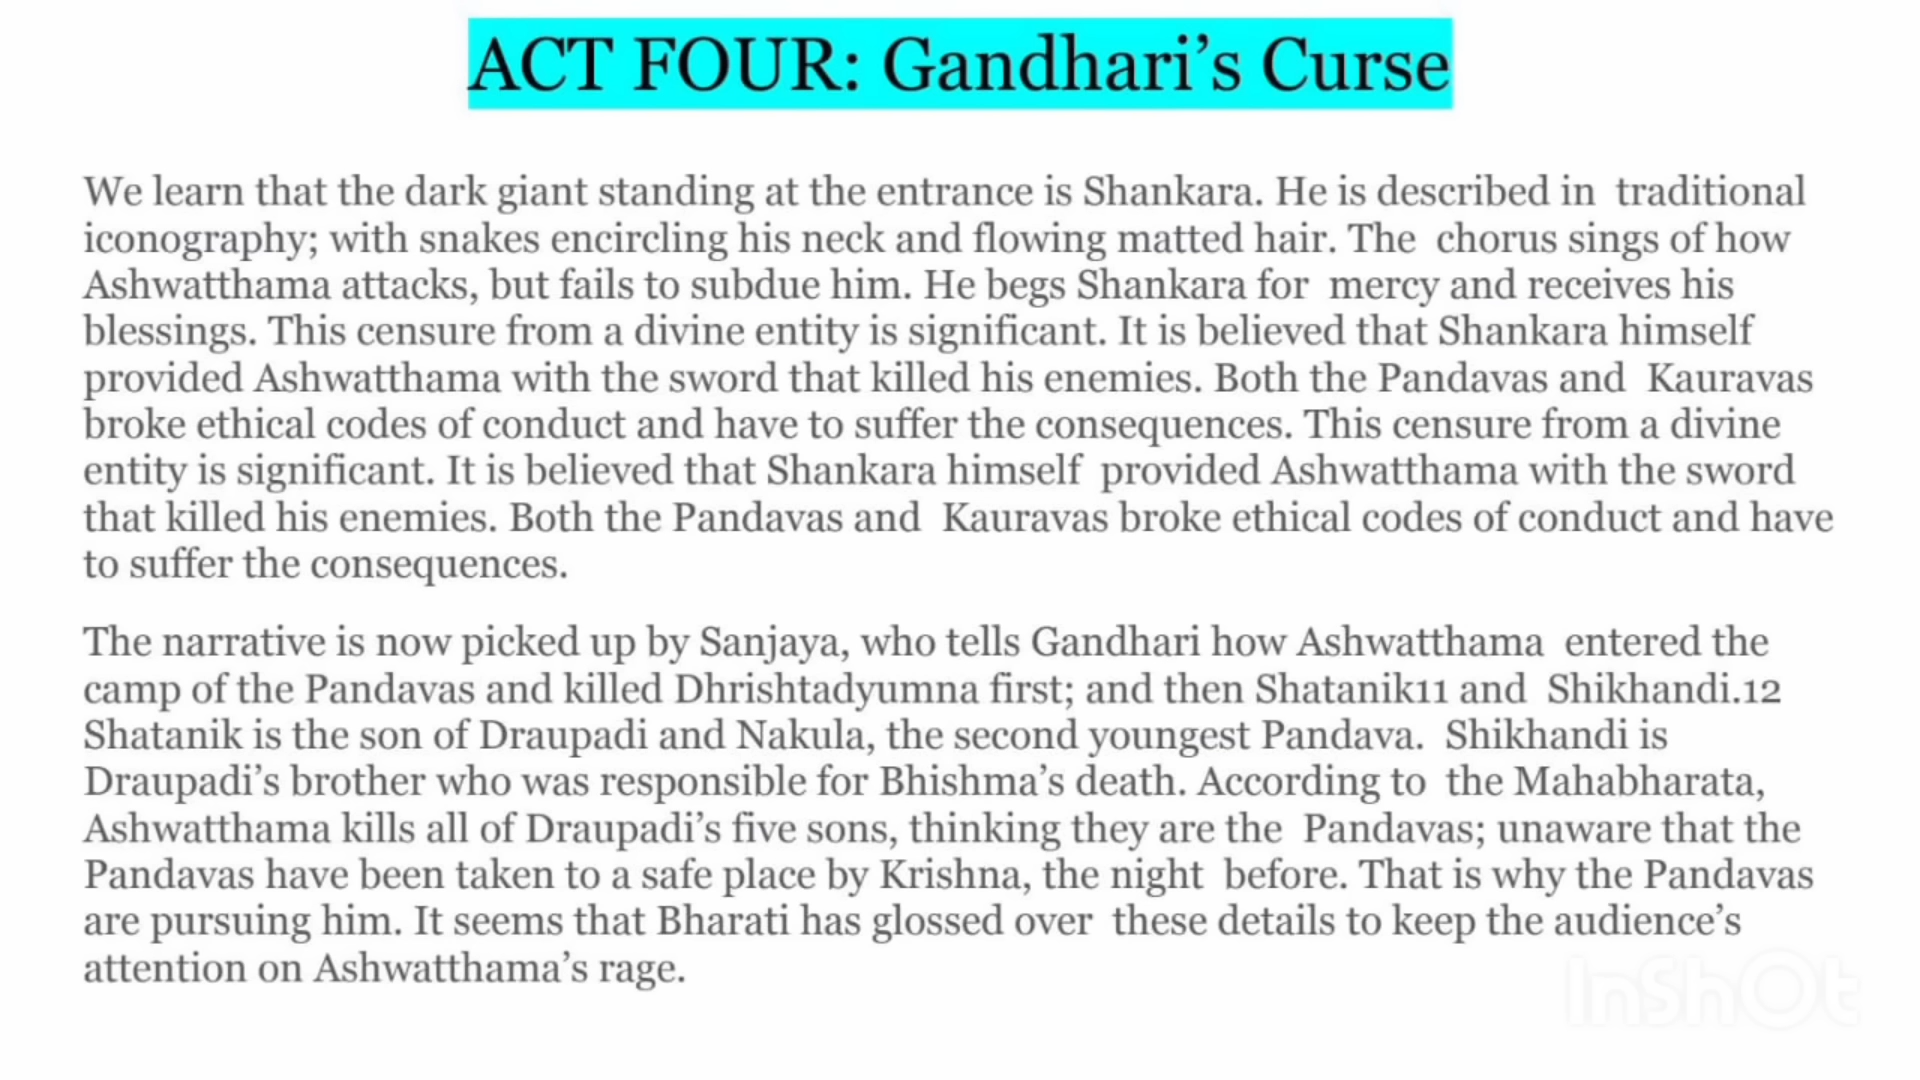 ACT FOUR: Gandhari’s Curse
We learn that the dark giant standing at the entrance is Shankara. He is described in traditional
iconography; with snakes encircling his neck and flowing matted hair. The chorus sings of how
Ashwatthama attacks, but fails to subdue him. He begs Shankara for mercy and receives his
blessings. This censure from a divine entity is significant. It is believed that Shankara himself
provided Ashwatthama with the sword that killed his enemies. Both the Pandavas and Kauravas
broke ethical codes of conduct and have to suffer the consequences. This censure from a divine
entity is significant. It is believed that Shankara himself provided Ashwatthama with the sword
that killed his enemies. Both the Pandavas and Kauravas broke ethical codes of conduct and have
to suffer the consequences.
The narrative is now picked up by Sanjaya, who tells Gandhari how Ashwatthama entered the
camp of the Pandavas and killed Dhrishtadyumna first; and then Shatanik11 and Shikhandi.12
Shatanik is the son of Draupadi and Nakula, the second youngest Pandava. Shikhandi is
Draupadi’s brother who was responsible for Bhishma’s death. According to the Mahabharata,
Ashwatthama kills all of Draupadi’s five sons, thinking they are the Pandavas; unaware that the
Pandavas have been taken to a safe place by Krishna, the night before. That is why the Pandavas
are pursuing him. It seems that Bharati has glossed over these details to keep the audience’s
attention on Ashwatthama’s rage.
InShOt